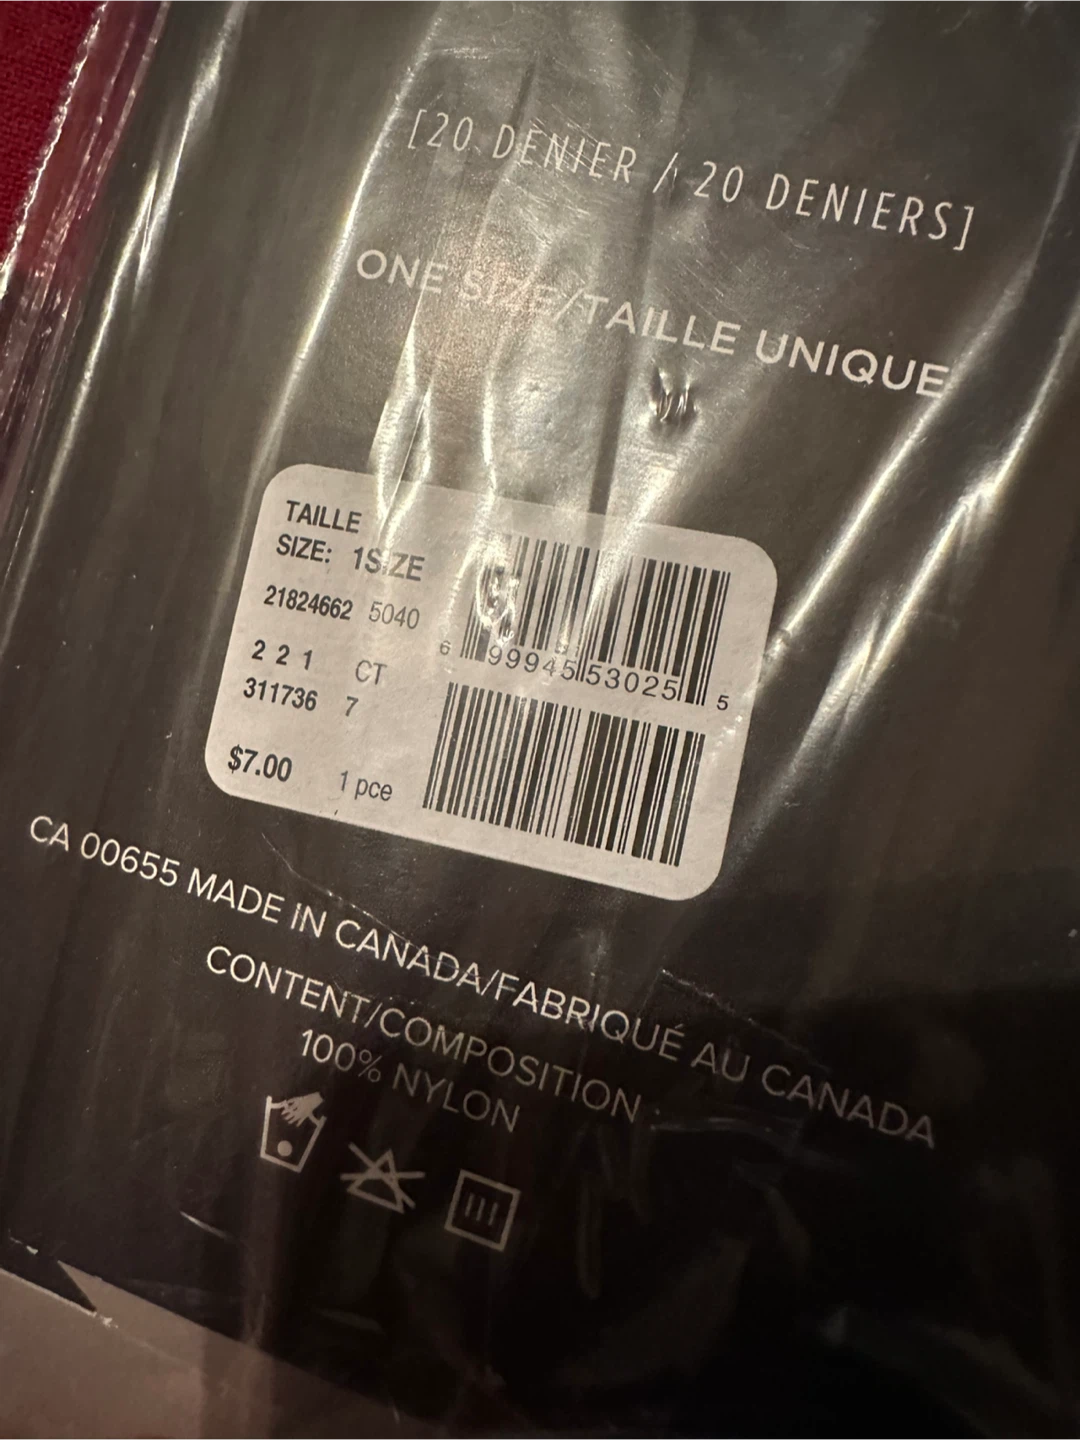 [20 DENIER / 20 DENIERS]
ONE SIZE/TAILLE UNIQUE
TAILLE
SIZE: 1SIZE
21824662 5040
2 2 1 CT
311736 7
$7.00 1 pce
6 99945 53025 5
CA 00655 MADE IN CANADA/FABRIQUÉ AU CANADA
CONTENT/COMPOSITION :
100% NYLON